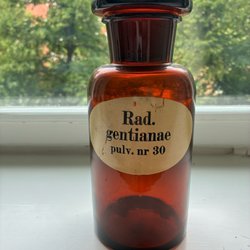 Rad.
gentianae
pulv. nr 30